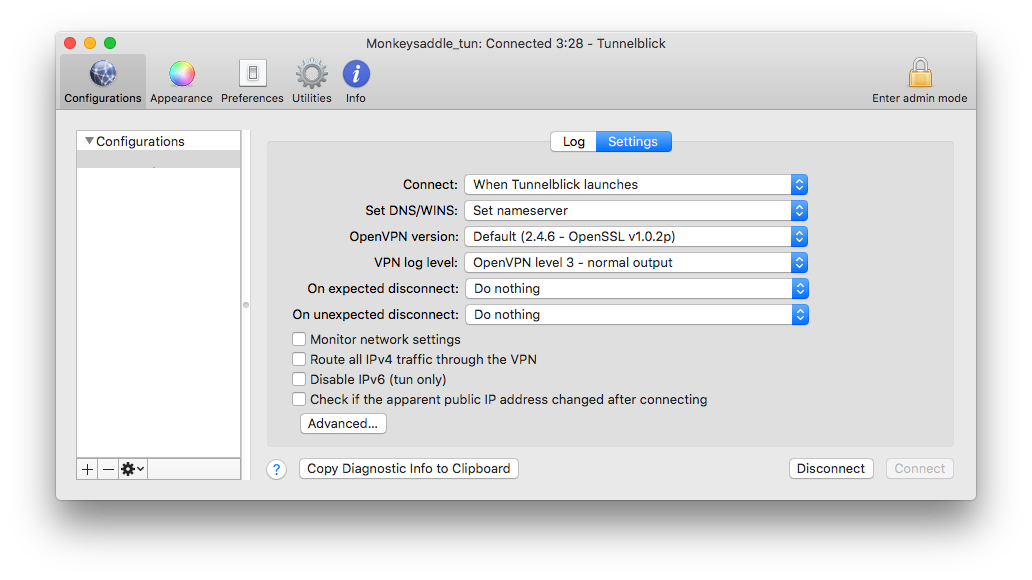 Monkeysaddle_tun: Connected 3:28 - Tunnelblick
Configurations Appearance Preferences Utilities Info Enter admin mode
Configurations
Log Settings
Connect: When Tunnelblick launches
Set DNS/WINS: Set nameserver
OpenVPN version: Default (2.4.6 - OpenSSL v1.0.2p)
VPN log level: OpenVPN level 3 - normal output
On expected disconnect: Do nothing
On unexpected disconnect: Do nothing
Monitor network settings
Route all IPv4 traffic through the VPN
Disable IPv6 (tun only)
Check if the apparent public IP address changed after connecting
Advanced...
? Copy Diagnostic Info to Clipboard Disconnect Connect